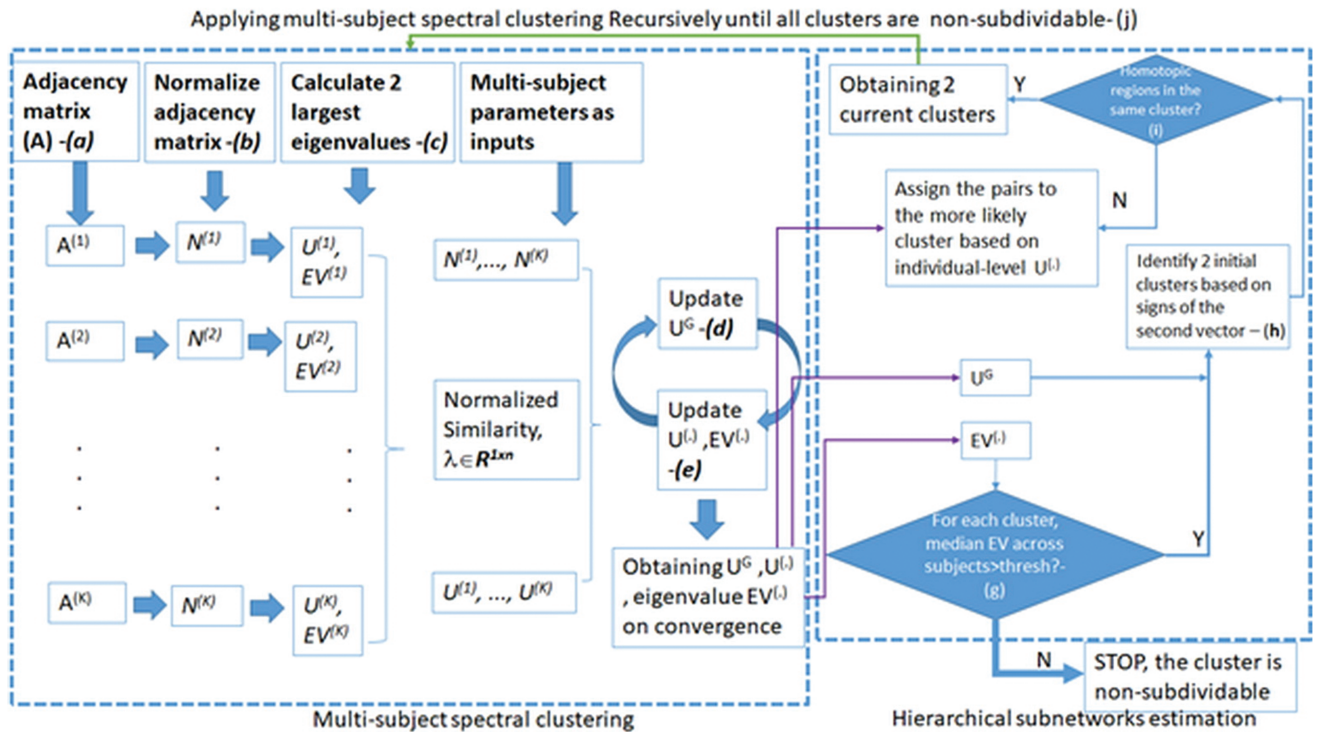 Applying multi-subject spectral clustering Recursively until all clusters are non-subdividable- (j)
Adjacency
matrix
(A) -(a)
Normalize
adjacency
matrix -(b)
Calculate 2
largest
eigenvalues -(c)
Multi-subject
parameters as
inputs
A(1)
N(1)
U(1),
EV(1)
A(2)
N(2)
U(2),
EV(2)
A(K)
N(K)
U(K),
EV(K)
N(1),..., N(K)
Normalized
Similarity,
λ∈R1xn
U(1), ..., U(K)
Update
UG -(d)
Update
U(.) ,EV(.)
-(e)
Obtaining UG ,U(.)
, eigenvalue EV(.)
on convergence
Multi-subject spectral clustering
Obtaining 2
current clusters
Y
Homotopic
regions in the
same cluster?
(i)
N
Assign the pairs to
the more likely
cluster based on
individual-level U(.)
Identify 2 initial
clusters based on
signs of the
second vector – (h)
UG
EV(.)
For each cluster,
median EV across
subjects>thresh?-
(g)
Y
N
STOP, the cluster is
non-subdividable
Hierarchical subnetworks estimation